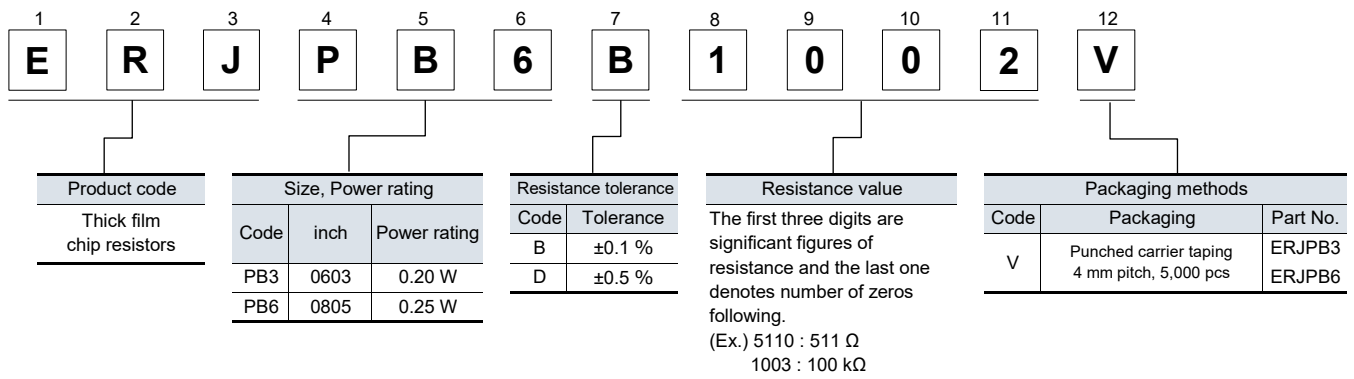 1 2 3 4 5 6 7 8 9 10 11 12
E R J P B 6 B 1 0 0 2 V
Product code
Thick film
chip resistors
Size, Power rating
Code inch Power rating
PB3 0603 0.20 W
PB6 0805 0.25 W
Resistance tolerance
Code Tolerance
B ±0.1 %
D ±0.5 %
Resistance value
The first three digits are
significant figures of
resistance and the last one
denotes number of zeros
following.
(Ex.) 5110 : 511 Ω
1003 : 100 kΩ
Packaging methods
Code Packaging Part No.
V Punched carrier taping
4 mm pitch, 5,000 pcs
ERJPB3
ERJPB6